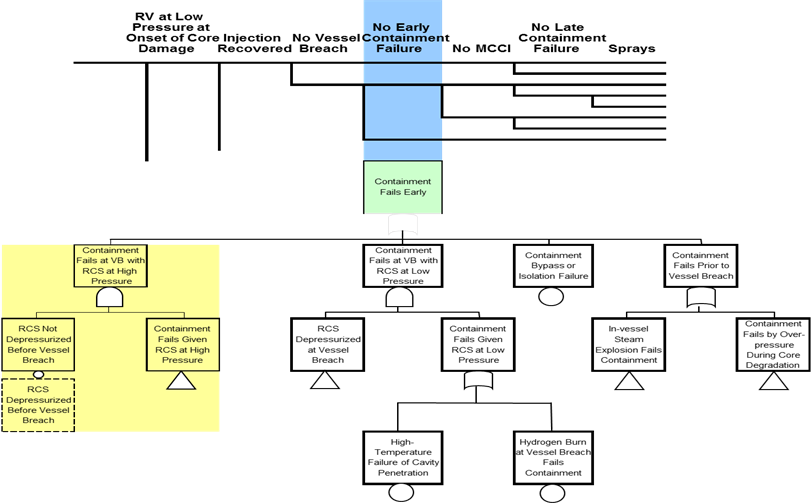 RV at Low
Pressure at
Onset of Core
Damage
Injection
Recovered
No Vessel
Breach
No Early
Containment
Failure
No MCCI
No Late
Containment
Failure
Sprays
Containment
Fails Early
Containment
Fails at VB with
RCS at High
Pressure
Containment
Fails at VB with
RCS at Low
Pressure
Containment
Bypass or
Isolation Failure
Containment
Fails Prior to
Vessel Breach
RCS Not
Depressurized
Before Vessel
Breach
Containment
Fails Given
RCS at High
Pressure
RCS
Depressurized
at Vessel
Breach
Containment
Fails Given
RCS at Low
Pressure
In-vessel
Steam
Explosion Fails
Containment
Containment
Fails by Over-
pressure
During Core
Degradation
RCS
Depressurized
Before Vessel
Breach
High-
Temperature
Failure of Cavity
Penetration
Hydrogen Burn
at Vessel Breach
Fails
Containment